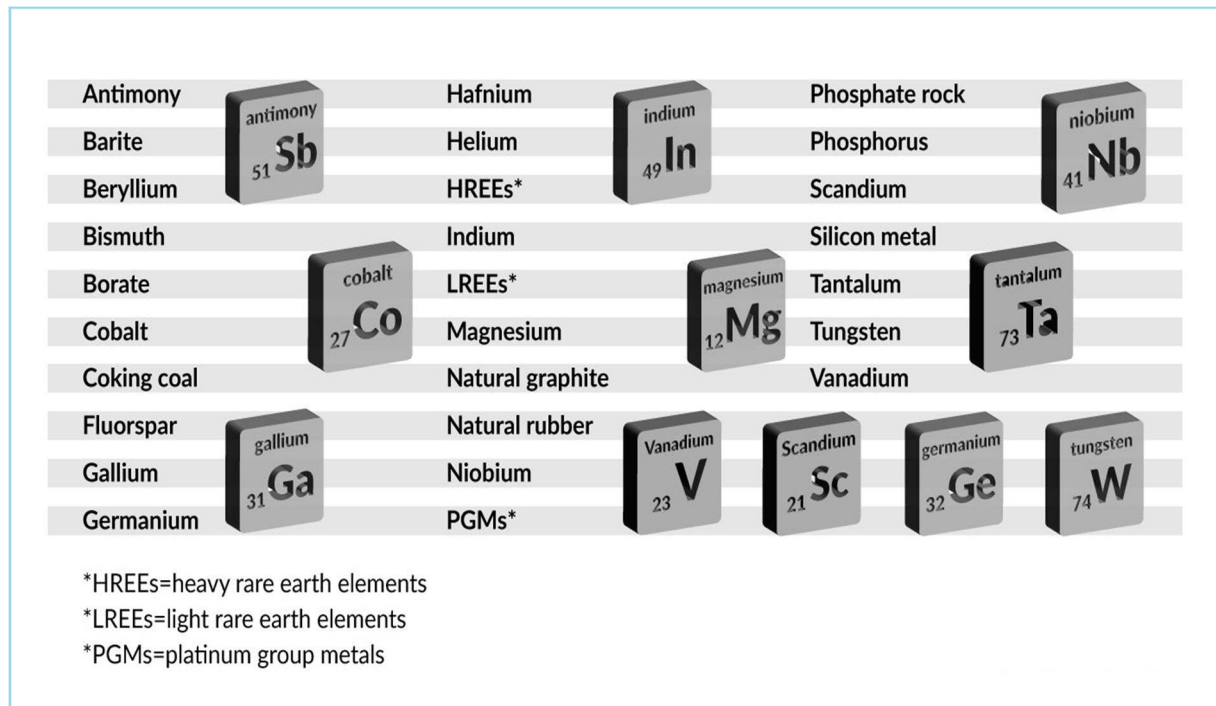 Antimony
Barite
Beryllium
Bismuth
Borate
Cobalt
Coking coal
Fluorspar
Gallium
Germanium
antimony
51 Sb
cobalt
27 Co
gallium
31 Ga
Hafnium
Helium
HREEs*
Indium
LREEs*
Magnesium
Natural graphite
Natural rubber
Niobium
PGMs*
indium
49 In
magnesium
12 Mg
Phosphate rock
Phosphorus
Scandium
Silicon metal
Tantalum
Tungsten
Vanadium
niobium
41 Nb
tantalum
73 Ta
Vanadium
23 V
Scandium
21 Sc
germanium
32 Ge
tungsten
74 W
*HREEs=heavy rare earth elements
*LREEs=light rare earth elements
*PGMs=platinum group metals